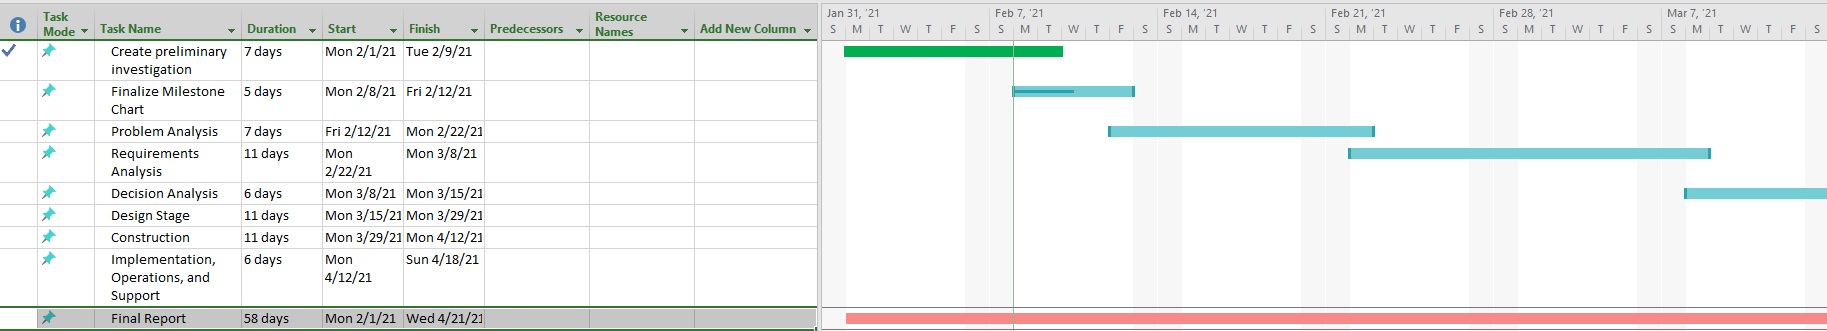 Task Mode Task Name Duration Start Finish Predecessors Resource Names Add New Column
Jan 31, '21 Feb 7, '21 Feb 14, '21 Feb 21, '21 Feb 28, '21 Mar 7, '21
S M T W T F S S M T W T F S S M T W T F S S M T W T F S S M T W T F S S M T W T F S
Create preliminary investigation 7 days Mon 2/1/21 Tue 2/9/21
Finalize Milestone Chart 5 days Mon 2/8/21 Fri 2/12/21
Problem Analysis 7 days Fri 2/12/21 Mon 2/22/21
Requirements Analysis 11 days Mon 2/22/21 Mon 3/8/21
Decision Analysis 6 days Mon 3/8/21 Mon 3/15/21
Design Stage 11 days Mon 3/15/21 Mon 3/29/21
Construction 11 days Mon 3/29/21 Mon 4/12/21
Implementation, Operations, and Support 6 days Mon 4/12/21 Sun 4/18/21
Final Report 58 days Mon 2/1/21 Wed 4/21/21